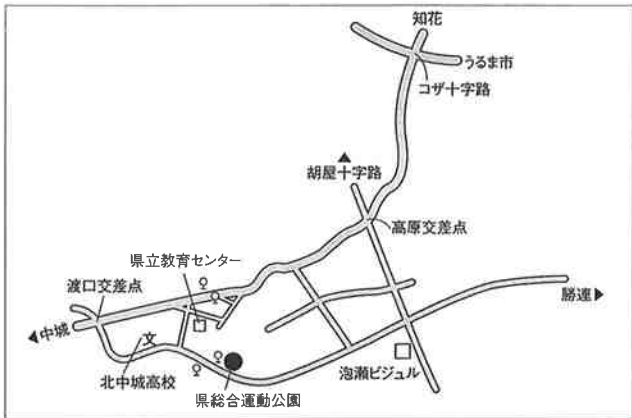 知花
うるま市
コザ十字路
▲
胡屋十字路
高原交差点
県立教育センター
渡口交差点
勝連▶
◀中城
文
北中城高校
県総合運動公園
泡瀬ビジュル